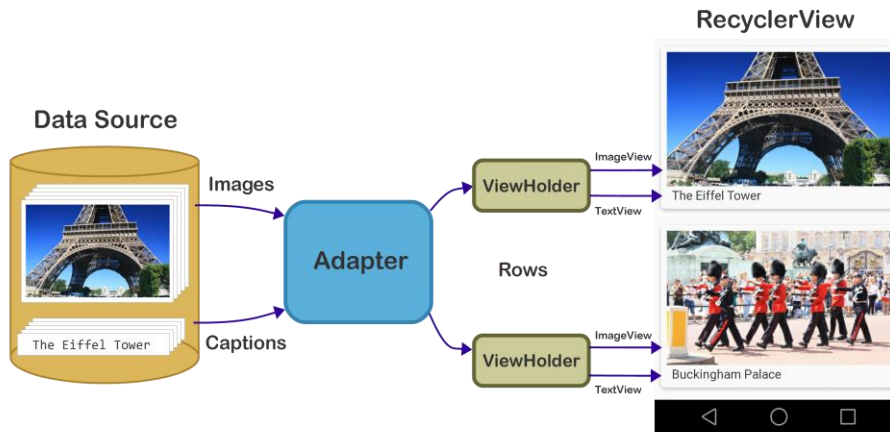 RecyclerView
Data Source
Images
Captions
The Eiffel Tower
Adapter
Rows
ViewHolder
ImageView
TextView
The Eiffel Tower
ViewHolder
ImageView
TextView
Buckingham Palace